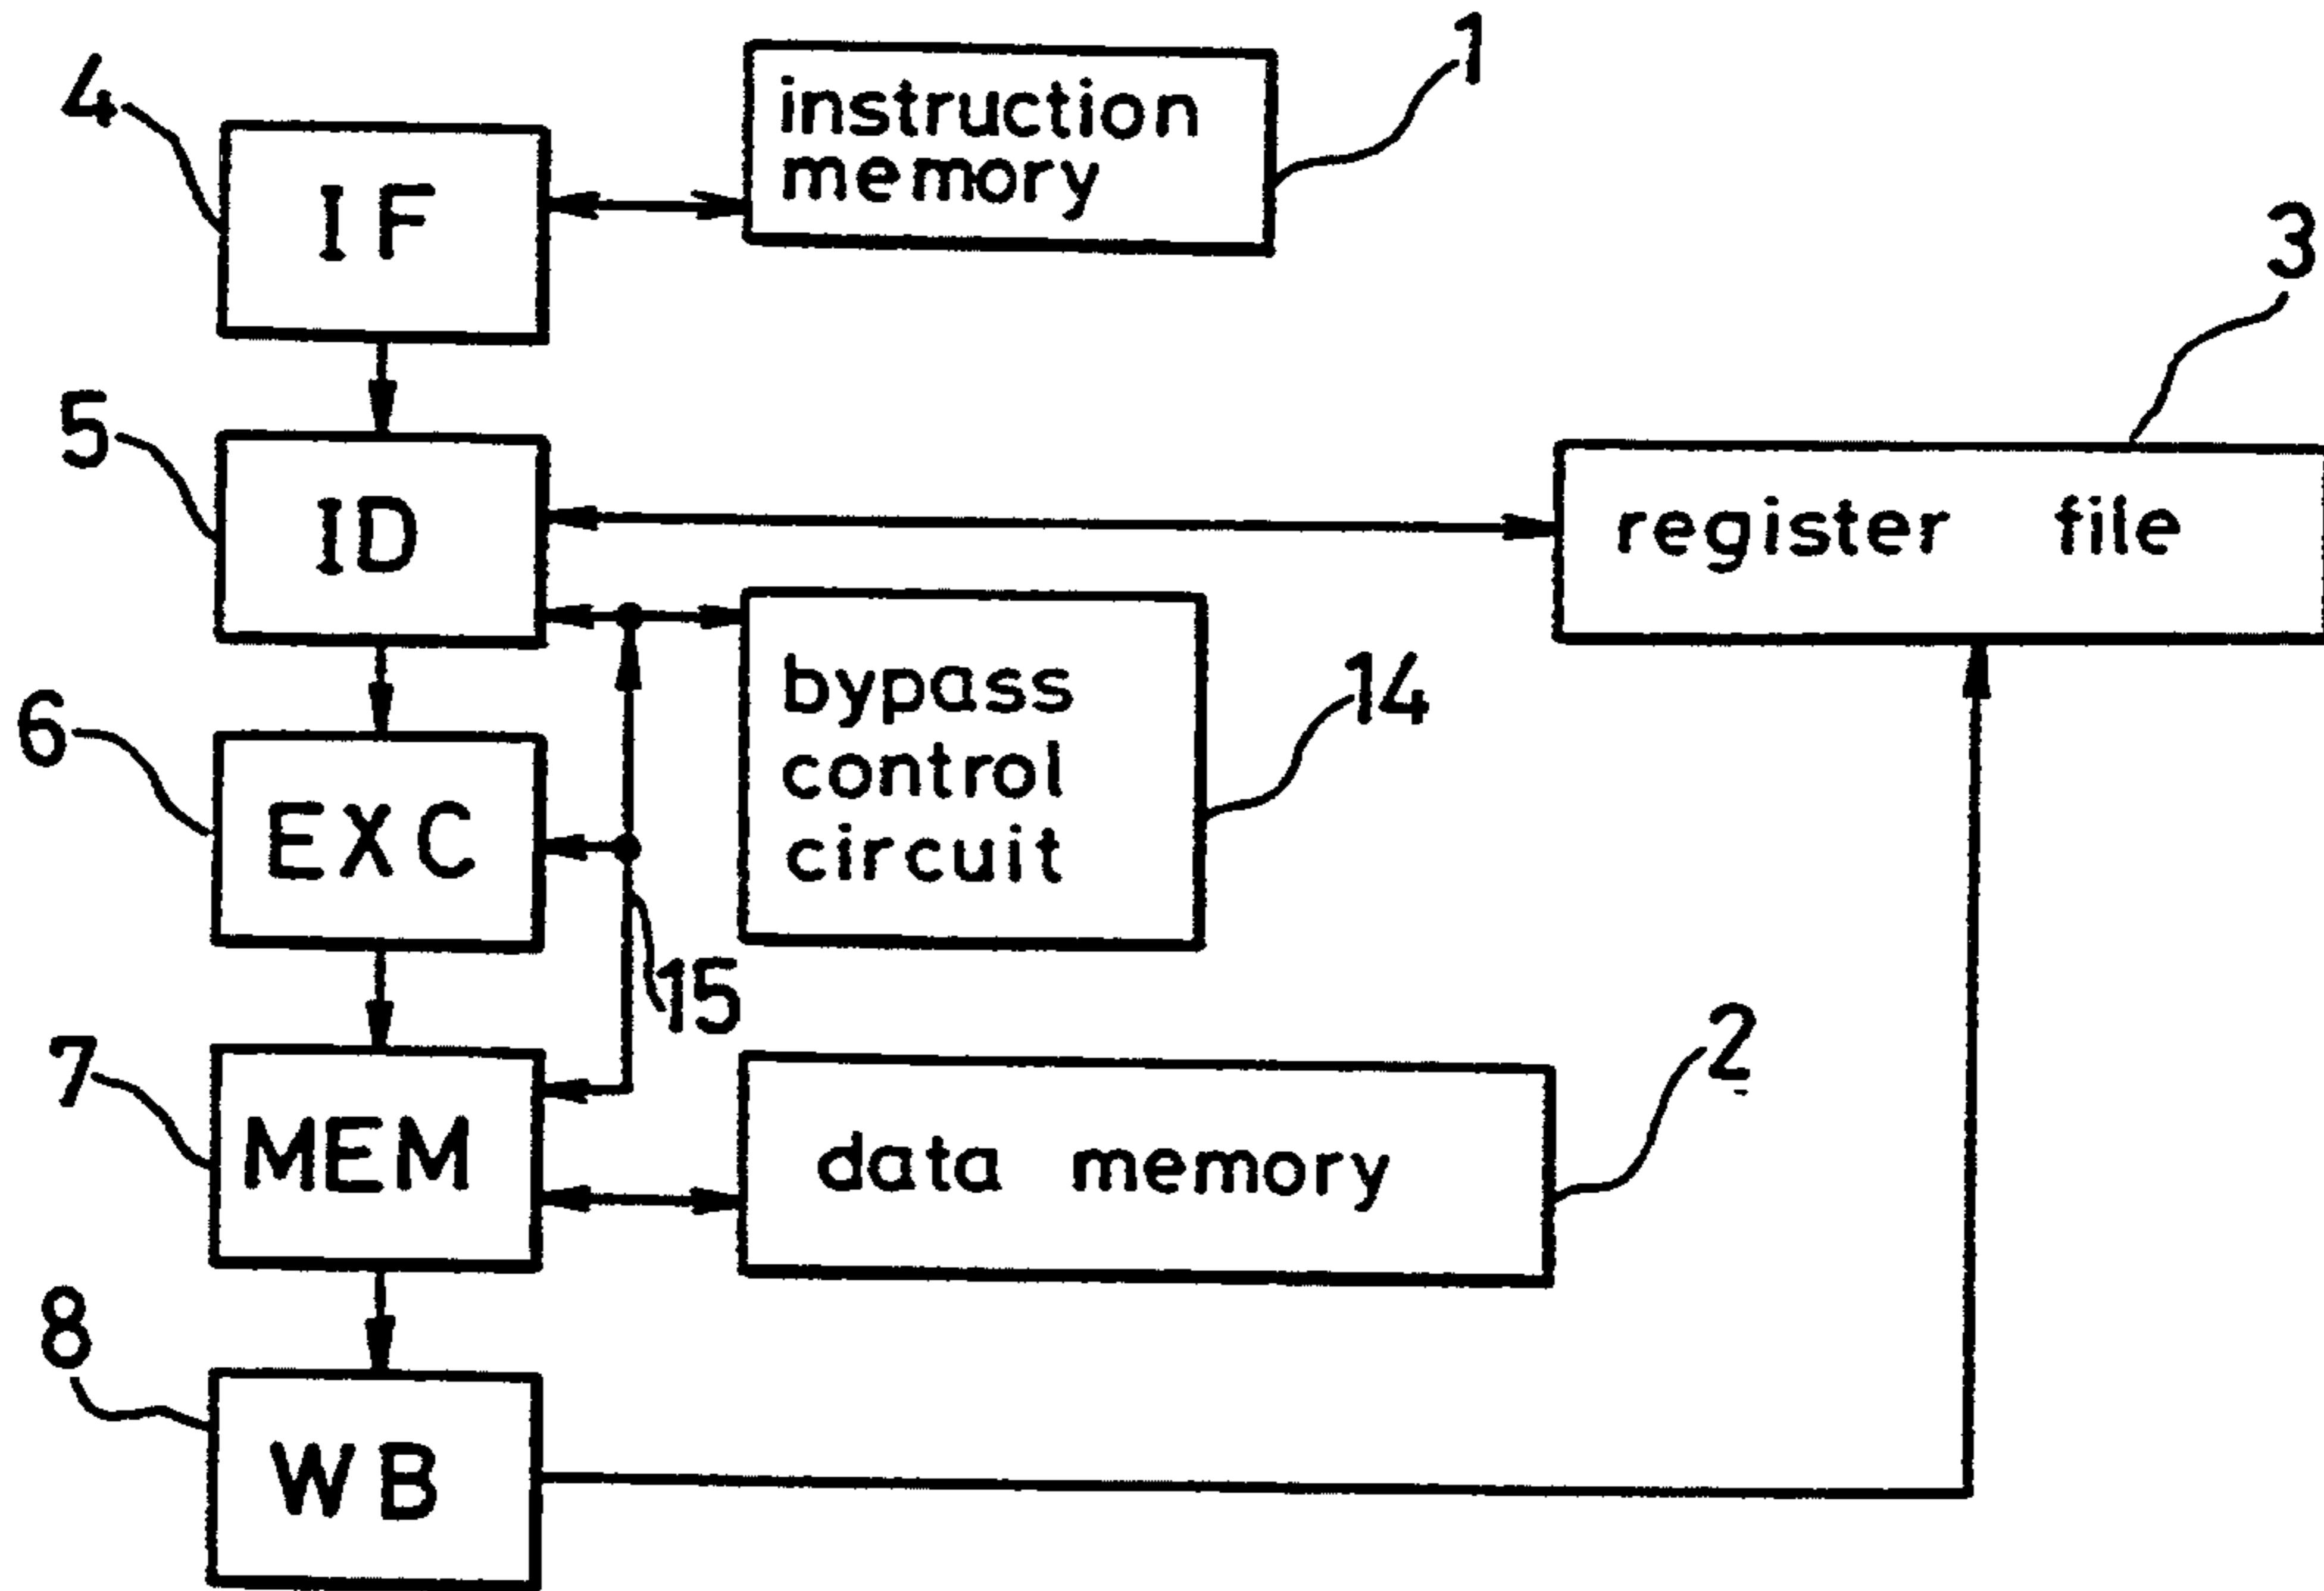 1
instruction
memory
4
IF
3
5
ID
register file
bypass
control
circuit
14
6
EXC
15
7
MEM
data memory
2
8
WB